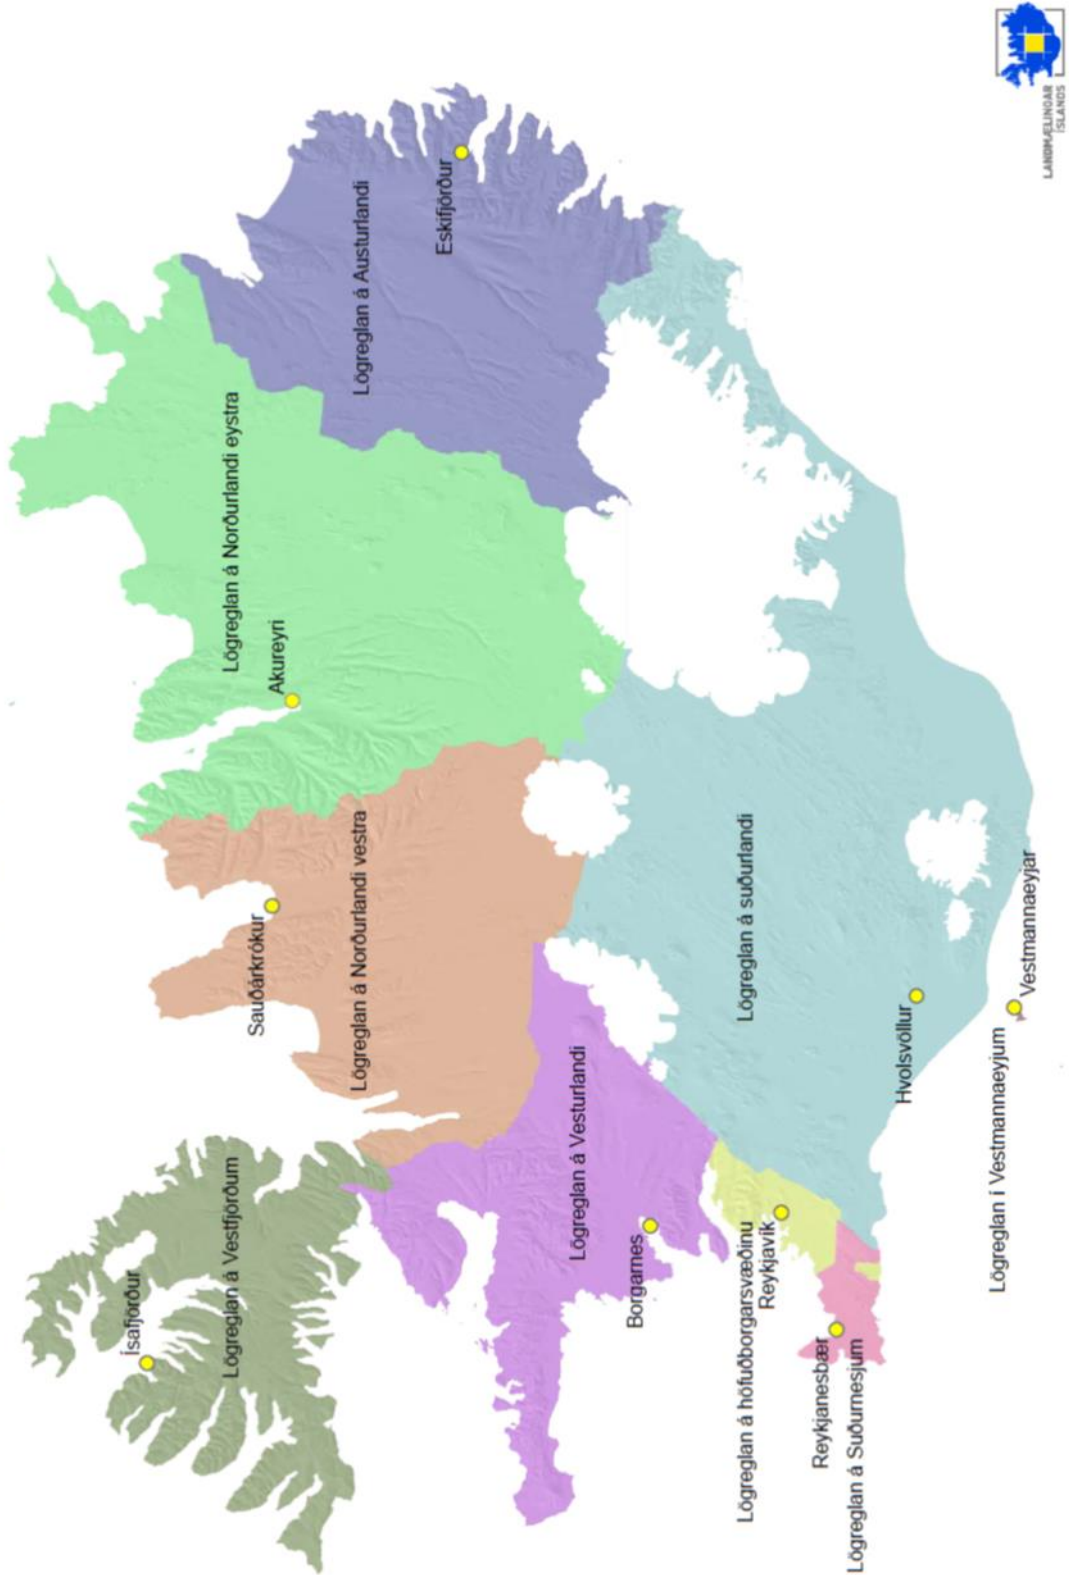 Ísafjörður
Lögreglan á Vestfjörðum
Sauðárkrókur
Lögreglan á Norðurlandi vestra
Akureyri
Lögreglan á Norðurlandi eystra
Lögreglan á Austurlandi
Eskifjörður
Lögreglan á Vesturlandi
Borgarnes
Lögreglan á höfuðborgarsvæðinu
Reykjavík
Reykjanesbær
Lögreglan á Suðurnesjum
Lögreglan á suðurlandi
Hvolsvöllur
Lögreglan í Vestmannaeyjum
Vestmannaeyjar
LANDMÆLINGAR
ÍSLANDS